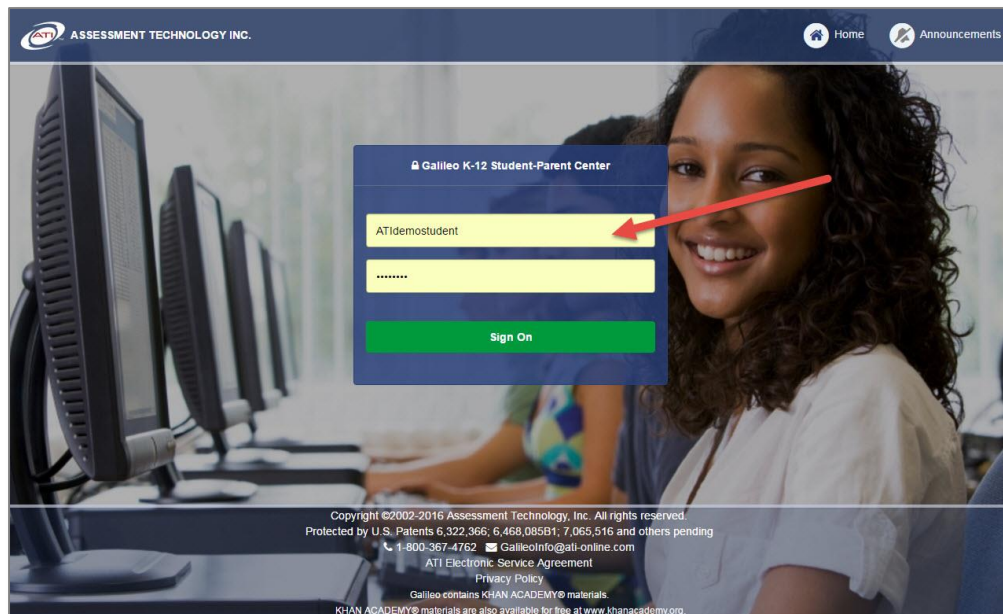 ATI
ASSESSMENT TECHNOLOGY INC.
Home
Announcements
Galileo K-12 Student-Parent Center
ATIdemostudent
••••••••
Sign On
Copyright ©2002-2016 Assessment Technology, Inc. All rights reserved.
Protected by U.S. Patents 6,322,366; 6,468,085B1; 7,065,516 and others pending
1-800-367-4762 GalileoInfo@ati-online.com
ATI Electronic Service Agreement
Privacy Policy
Galileo contains KHAN ACADEMY® materials.
KHAN ACADEMY® materials are also available for free at www.khanacademy.org.